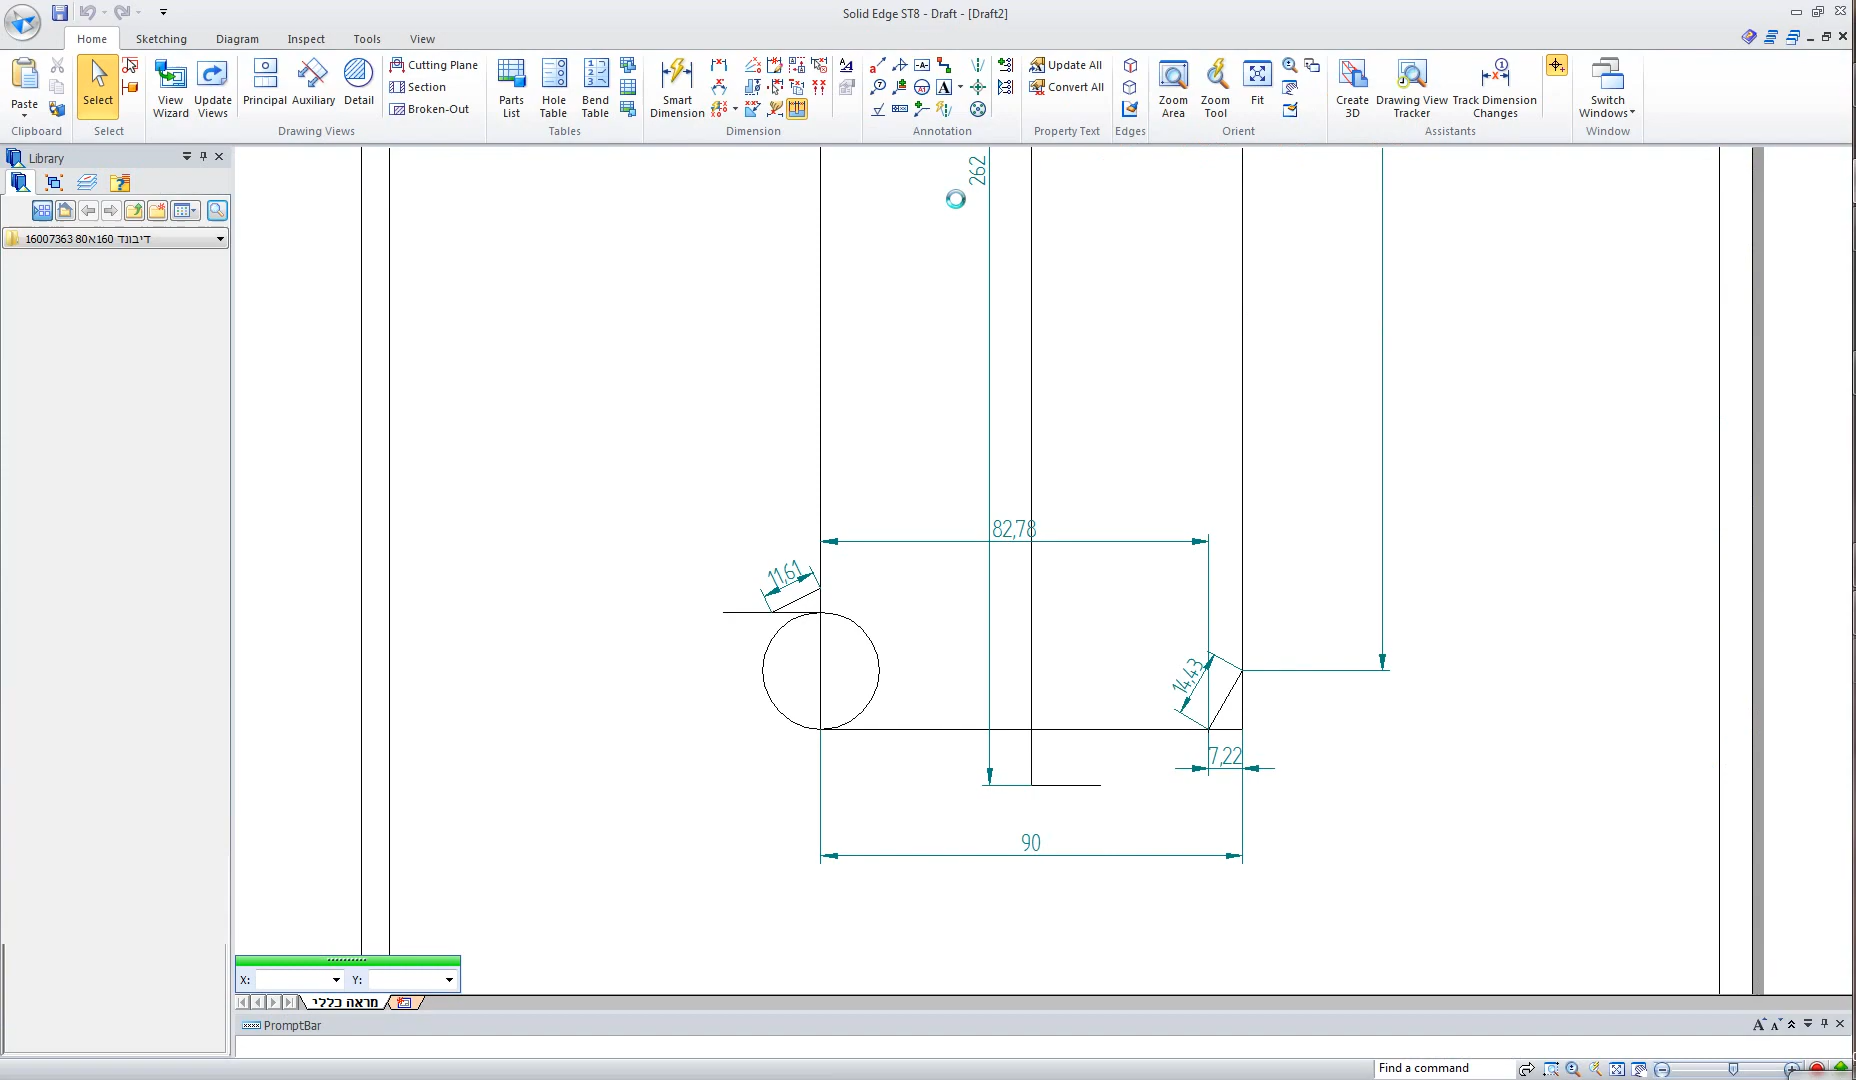 Solid Edge ST8 - Draft - [Draft2]
Home
Sketching
Diagram
Inspect
Tools
View
Paste
Clipboard
Select
Select
View Wizard
Update Views
Principal
Auxiliary
Detail
Cutting Plane
Section
Broken-Out
Drawing Views
Parts List
Hole Table
Bend Table
Tables
Smart Dimension
Dimension
Annotation
Update All
Convert All
Property Text
Edges
Zoom Area
Zoom Tool
Fit
Orient
Create 3D
Drawing View Tracker
Track Dimension Changes
Assistants
Switch Windows
Window
Library
דיבונד 160א80 16007363
262
82,78
11,61
14,43
7,22
90
X:
Y:
מראה כללי
PromptBar
Find a command